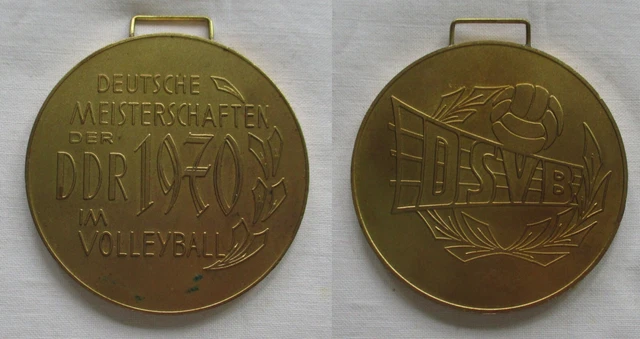 DEUTSCHE
MEISTERSCHAFTEN
DER
DDR 1970
IM
VOLLEYBALL
DSVB